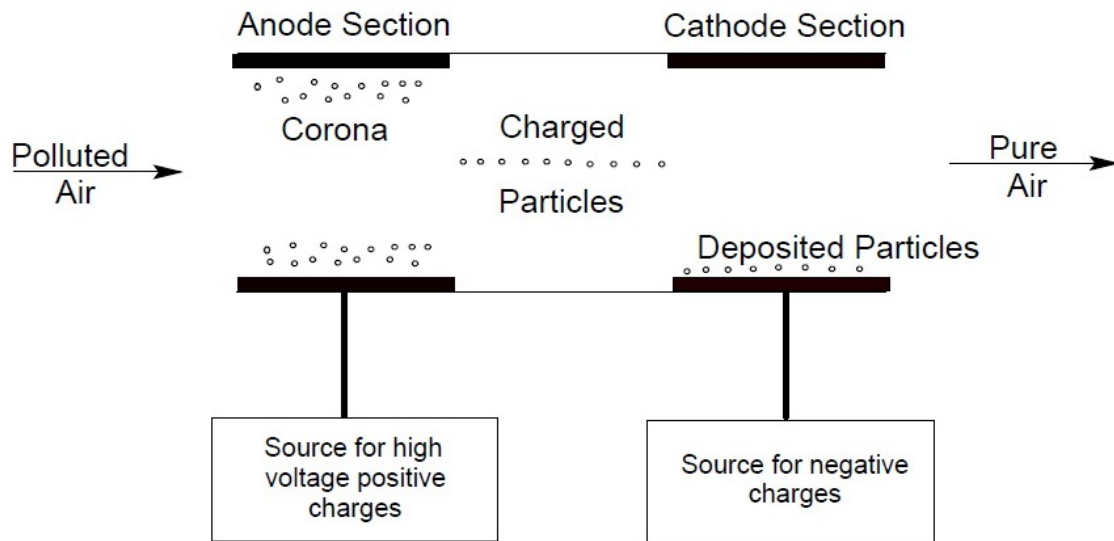 Anode Section
Cathode Section
Corona
Charged
Particles
Polluted
Air
Pure
Air
Deposited Particles
Source for high
voltage positive
charges
Source for negative
charges